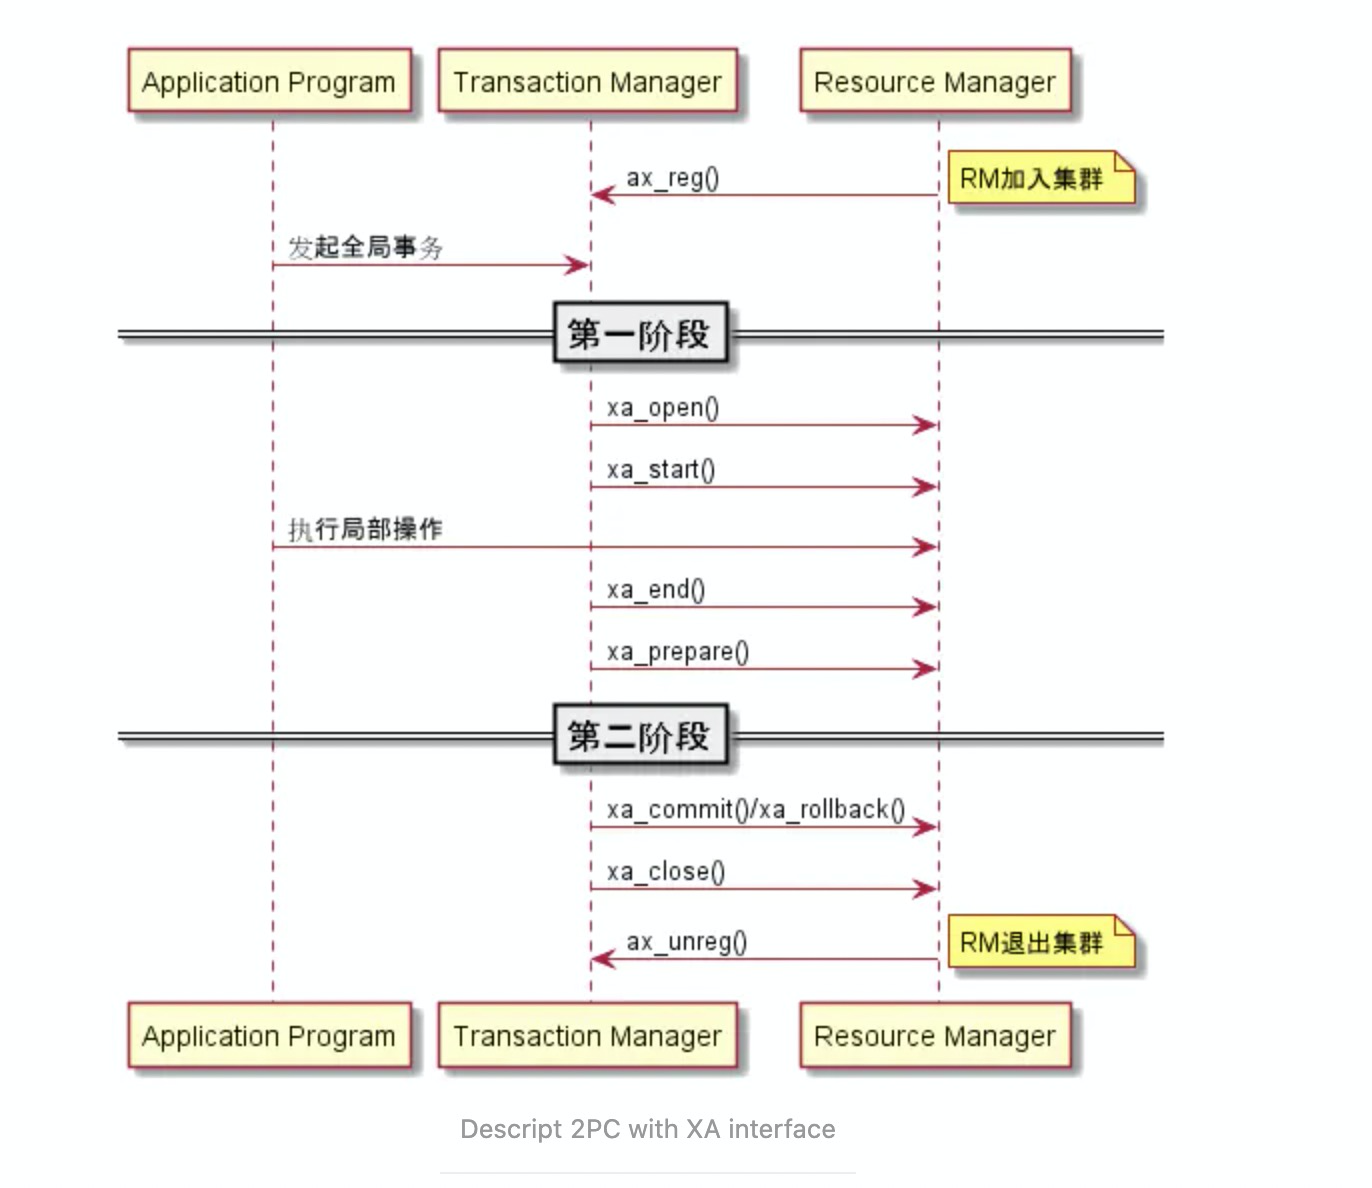 Application Program
Transaction Manager
Resource Manager
ax_reg()
RM加入集群
发起全局事务
第一阶段
xa_open()
xa_start()
执行局部操作
xa_end()
xa_prepare()
第二阶段
xa_commit()/xa_rollback()
xa_close()
ax_unreg()
RM退出集群
Application Program
Transaction Manager
Resource Manager
Descript 2PC with XA interface